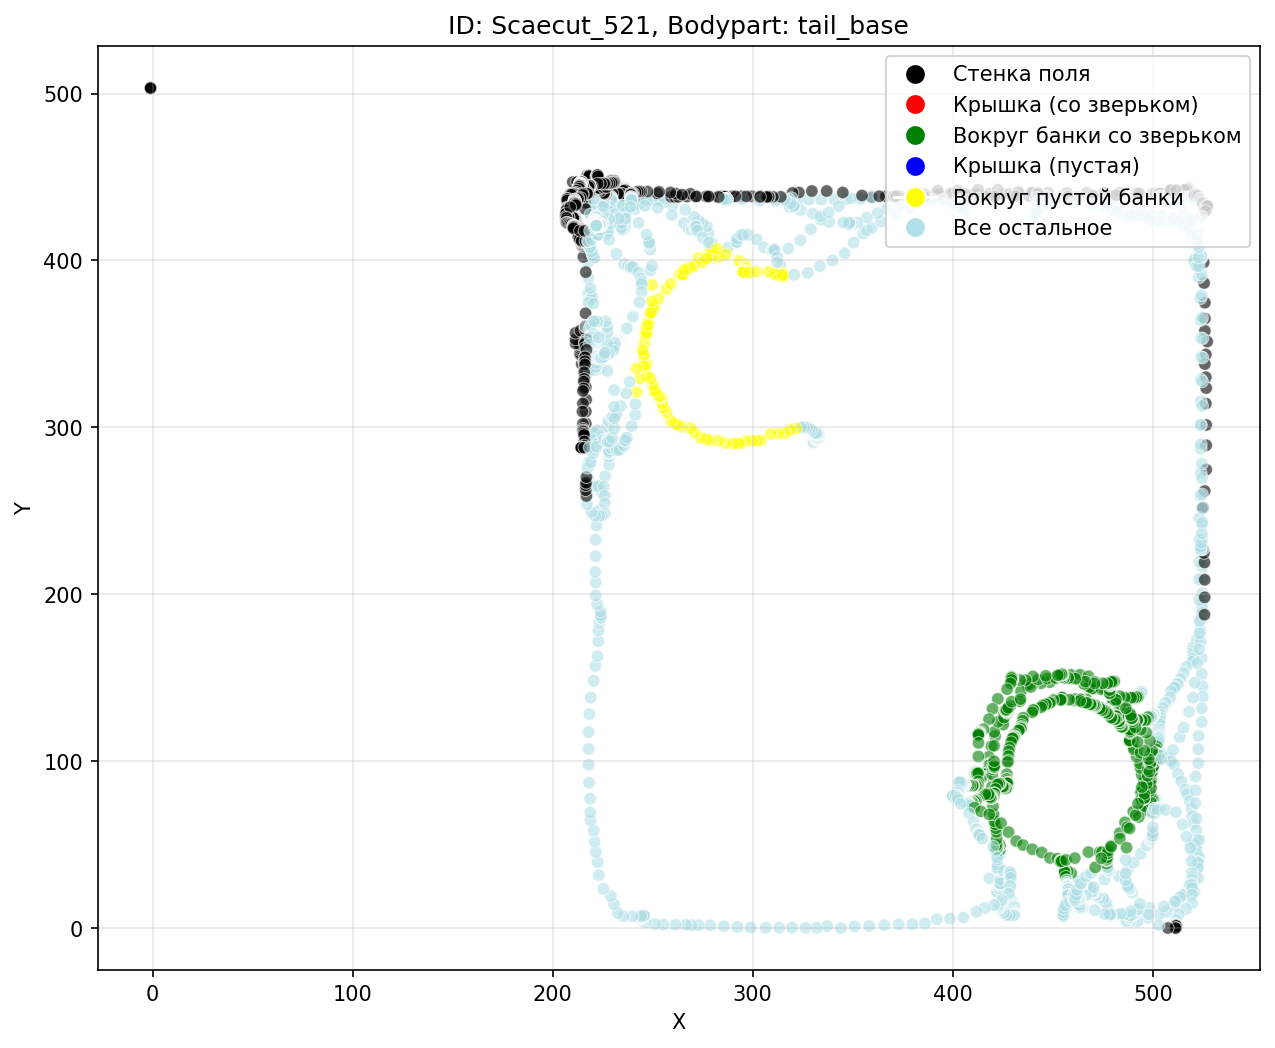 ID: Scaecut_521, Bodypart: tail_base
Стенка поля
Крышка (со зверьком)
Вокруг банки со зверьком
Крышка (пустая)
Вокруг пустой банки
Все остальное
500
400
300
200
100
0
Y
0 100 200 300 400 500
X